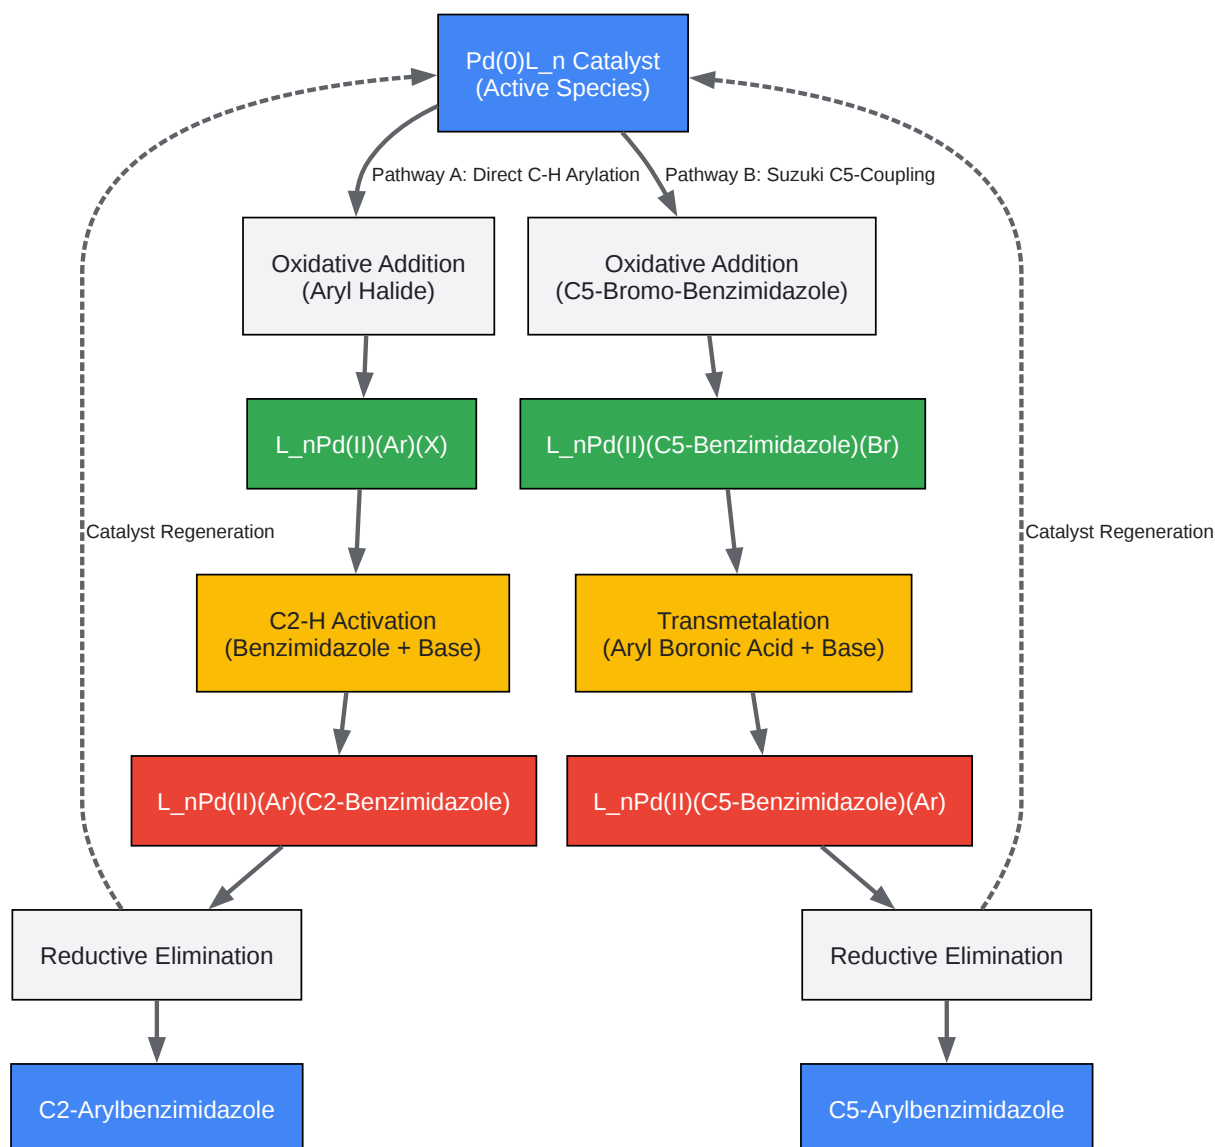 Pd(0)L_n Catalyst
(Active Species)
Pathway A: Direct C-H Arylation
Pathway B: Suzuki C5-Coupling
Oxidative Addition
(Aryl Halide)
Oxidative Addition
(C5-Bromo-Benzimidazole)
L_nPd(II)(Ar)(X)
L_nPd(II)(C5-Benzimidazole)(Br)
Catalyst Regeneration
Catalyst Regeneration
C2-H Activation
(Benzimidazole + Base)
Transmetalation
(Aryl Boronic Acid + Base)
L_nPd(II)(Ar)(C2-Benzimidazole)
L_nPd(II)(C5-Benzimidazole)(Ar)
Reductive Elimination
Reductive Elimination
C2-Arylbenzimidazole
C5-Arylbenzimidazole